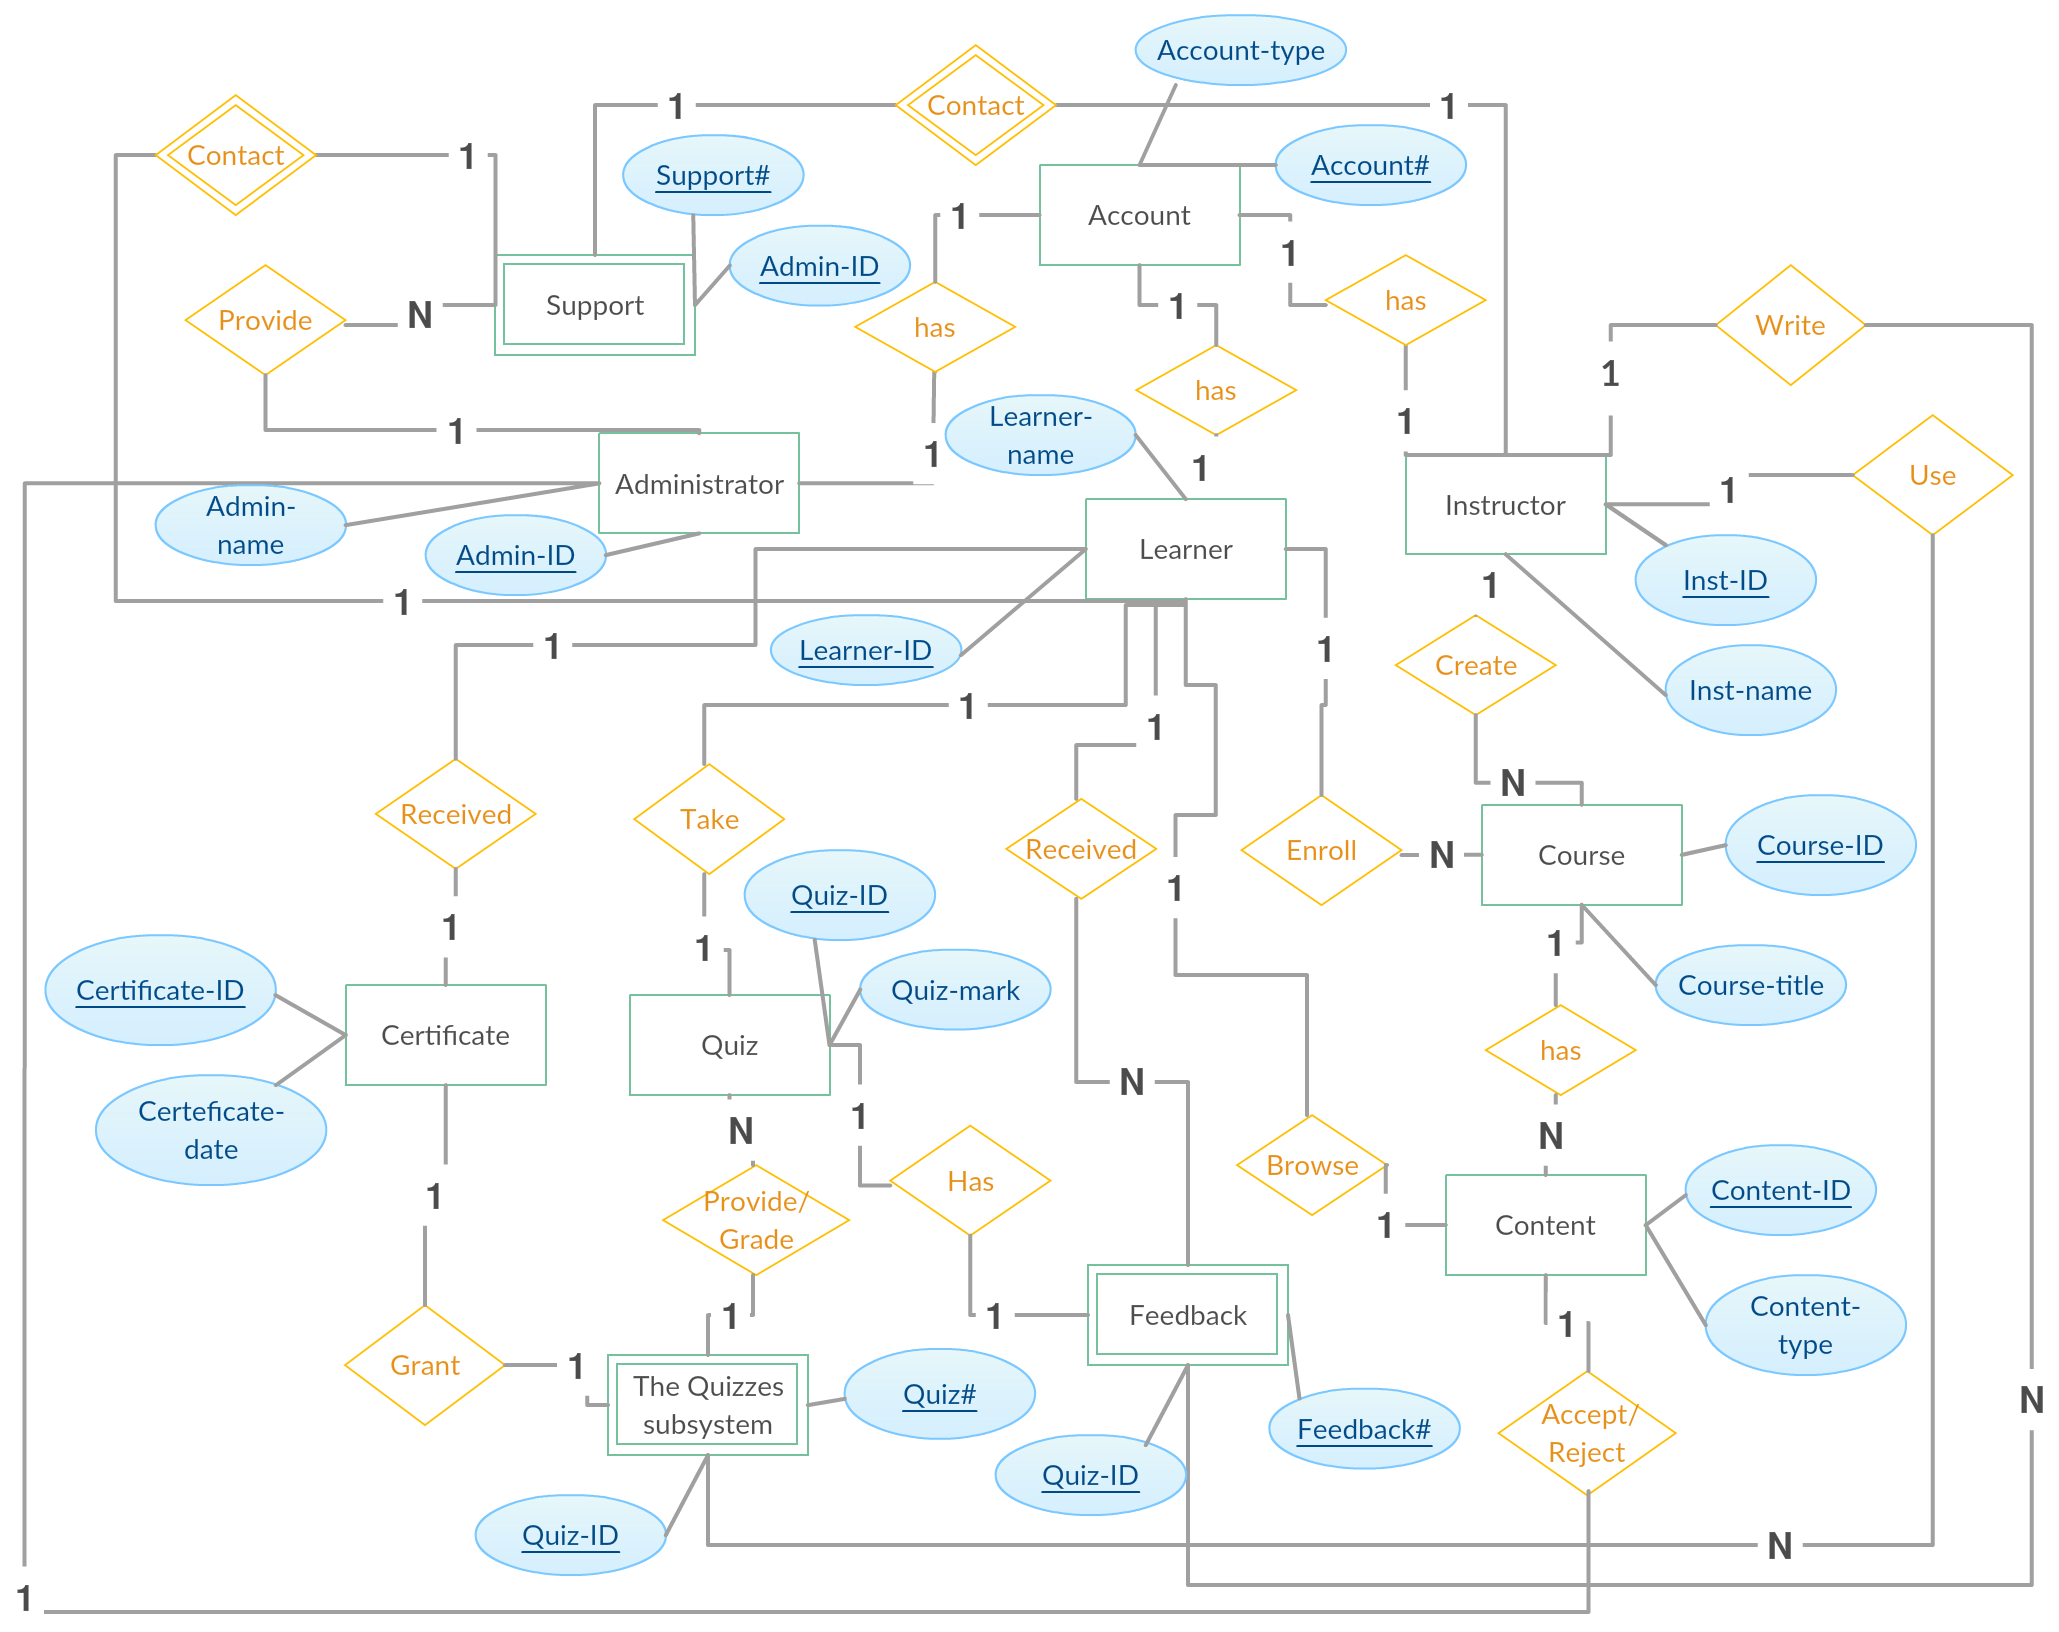 Account-type
Contact
1
1
Contact
1
Support#
Account#
Account
1
1
Admin-ID
Support
Provide
N
1
has
has
Write
1
1
has
Learner-
name
1
1
1
1
Administrator
Use
1
Instructor
Admin-
name
Admin-ID
Learner
Inst-ID
1
1
1
Learner-ID
1
Create
Inst-name
1
1
N
Received
Take
Received
Enroll
N
Course
Course-ID
1
Quiz-ID
1
1
1
Certificate-ID
Quiz-mark
Course-title
Certificate
Quiz
has
N
Certeficate-
date
1
N
N
Browse
Has
1
Provide/
Grade
1
Content
Content-ID
1
1
Feedback
1
Content-
type
Grant
1
The Quizzes
subsystem
Quiz#
Feedback#
Accept/
Reject
N
Quiz-ID
Quiz-ID
N
1